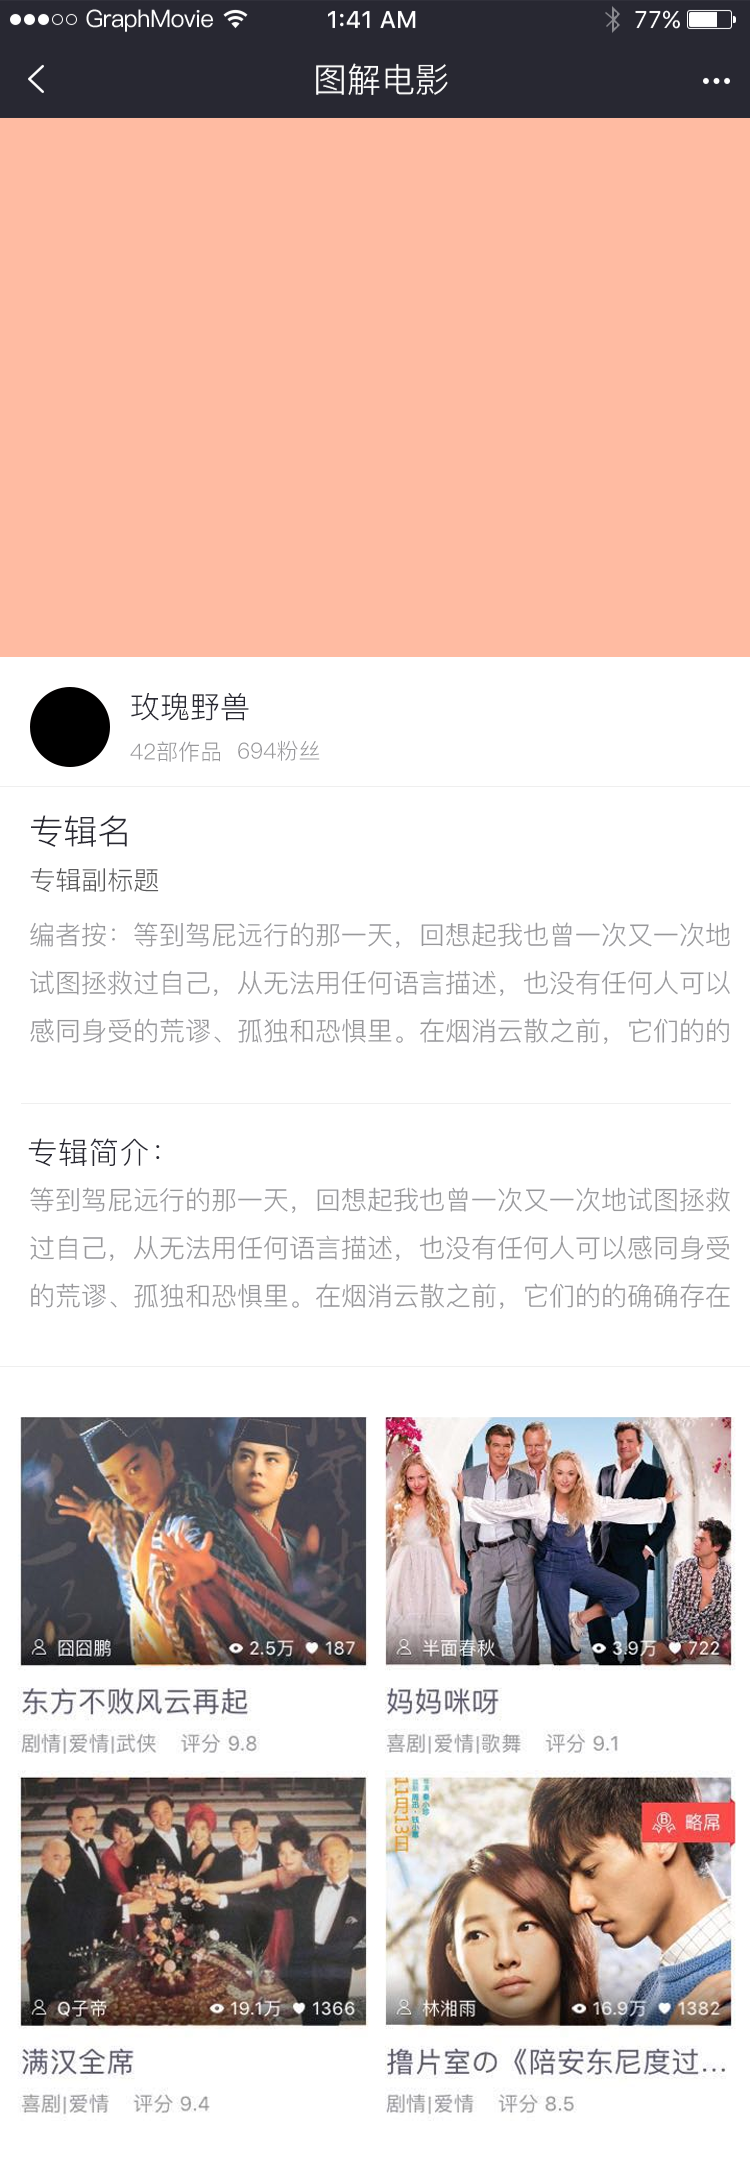 GraphMovie 1:41 AM 77%
图解电影
玫瑰野兽
42部作品 694粉丝
专辑名
专辑副标题
编者按：等到驾屁远行的那一天，回想起我也曾一次又一次地
试图拯救过自己，从无法用任何语言描述，也没有任何人可以
感同身受的荒谬、孤独和恐惧里。在烟消云散之前，它们的的
专辑简介：
等到驾屁远行的那一天，回想起我也曾一次又一次地试图拯救
过自己，从无法用任何语言描述，也没有任何人可以感同身受
的荒谬、孤独和恐惧里。在烟消云散之前，它们的的确确存在
囧囧鹏 2.5万 187
半面春秋 3.9万 722
东方不败风云再起
妈妈咪呀
剧情|爱情|武侠 评分 9.8
喜剧|爱情|歌舞 评分 9.1
11月13日
略屌
Q子帝 19.1万 1366
林湘雨 16.9万 1382
满汉全席
撸片室の《陪安东尼度过...
喜剧|爱情 评分 9.4
剧情|爱情 评分 8.5